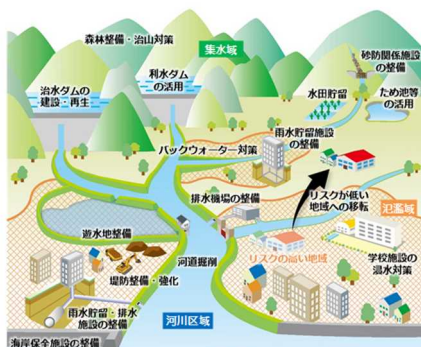 森林整備・治山対策
集水域
砂防関係施設
の整備
治水ダムの
建設・再生
利水ダム
の活用
水田貯留
ため池等
の活用
雨水貯留施設
の整備
バックウォーター対策
リスクが低い
地域への移転
氾濫域
排水機場の整備
遊水地整備
河道掘削
リスクの高い地域
学校施設の
浸水対策
堤防整備・強化
雨水貯留・排水
施設の整備
河川区域
海岸保全施設の整備